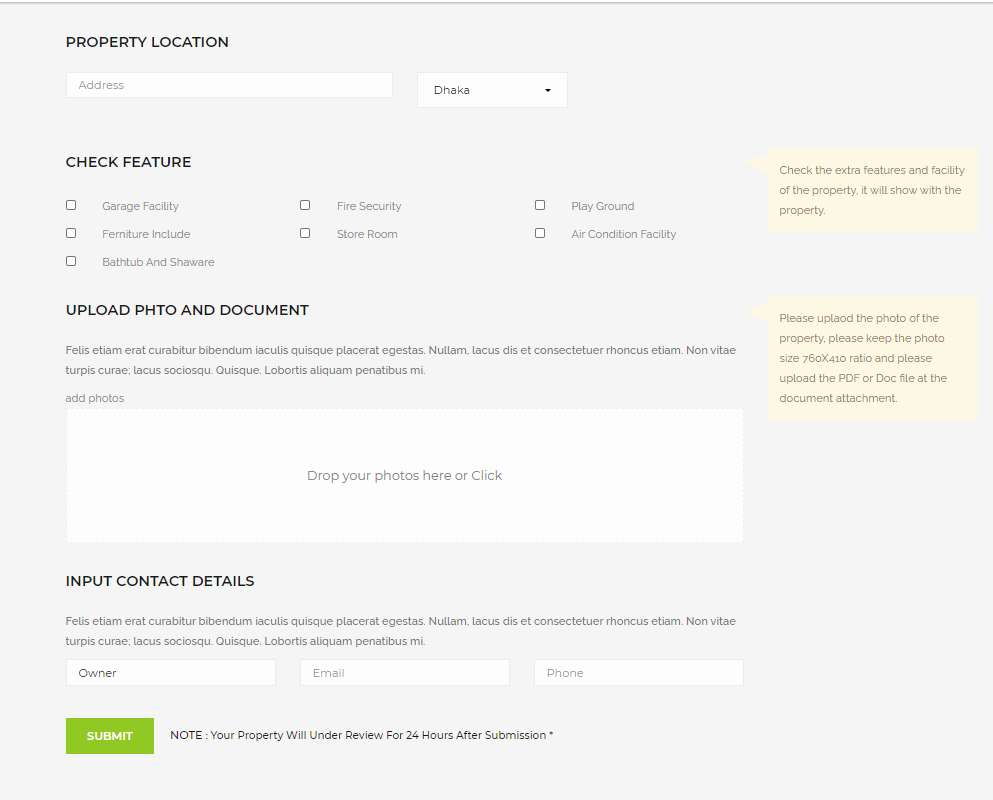 PROPERTY LOCATION
Address
Dhaka
CHECK FEATURE
Garage Facility
Fire Security
Play Ground
Ferniture Include
Store Room
Air Condition Facility
Bathtub And Shaware
Check the extra features and facility
of the property, it will show with the
property.
UPLOAD PHTO AND DOCUMENT
Felis etiam erat curabitur bibendum iaculis quisque placerat egestas. Nullam, lacus dis et consectetuer rhoncus etiam. Non vitae
turpis curae; lacus sociosqu. Quisque. Lobortis aliquam penatibus mi.
Please uplaod the photo of the
property, please keep the photo
size 760X410 ratio and please
upload the PDF or Doc file at the
document attachment.
add photos
Drop your photos here or Click
INPUT CONTACT DETAILS
Felis etiam erat curabitur bibendum iaculis quisque placerat egestas. Nullam, lacus dis et consectetuer rhoncus etiam. Non vitae
turpis curae; lacus sociosqu. Quisque. Lobortis aliquam penatibus mi.
Owner
Email
Phone
SUBMIT
NOTE : Your Property Will Under Review For 24 Hours After Submission *